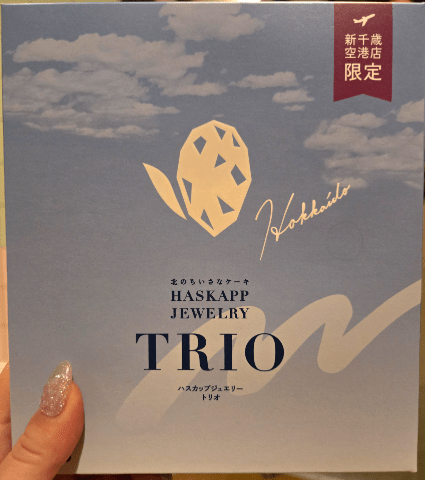 新千歳
空港店
限定
Hokkaido
北のちいさなケーキ
HASKAPP
JEWELRY
TRIO
ハスカップジュエリー
トリオ